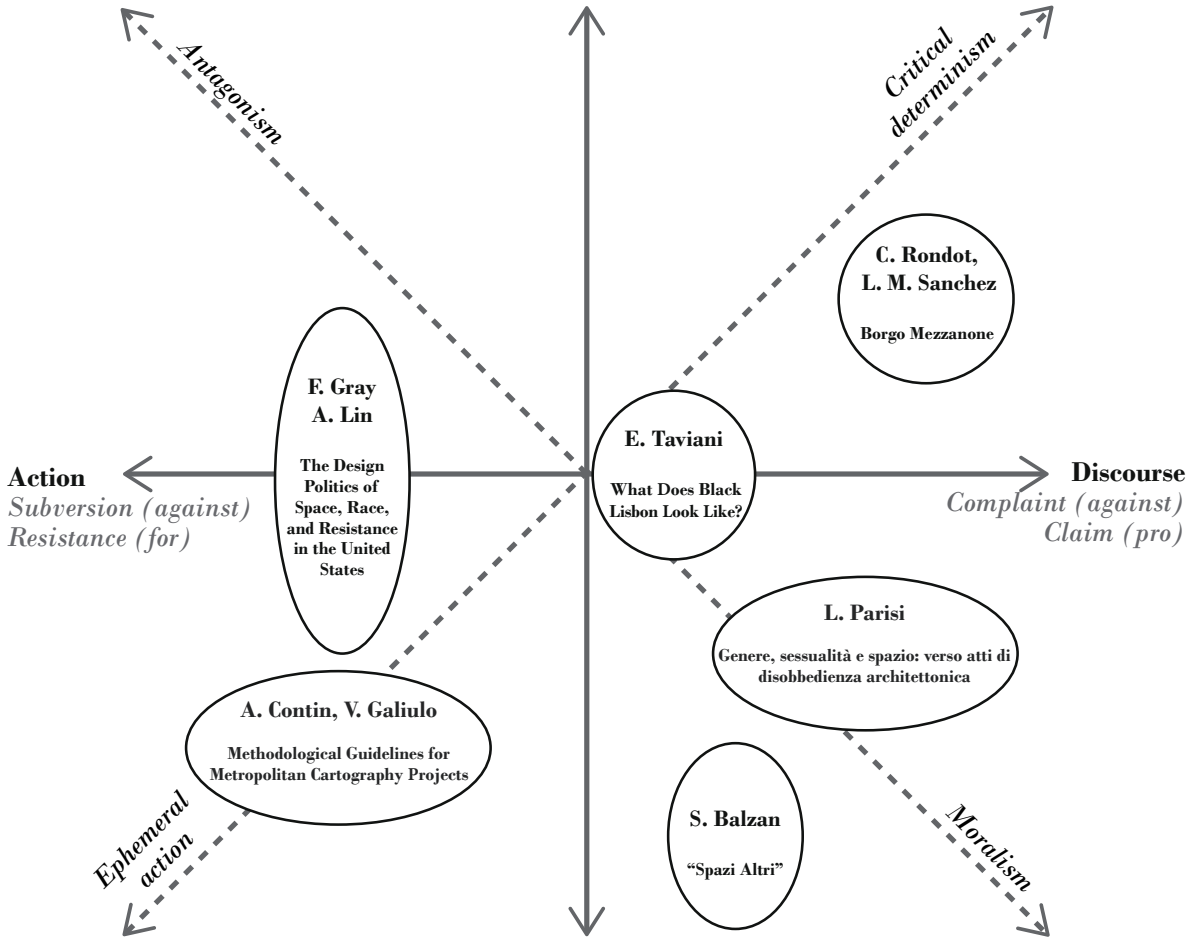 Antagonism
Critical
determinism
C. Rondot,
L. M. Sanchez
Borgo Mezzanone
F. Gray
A. Lin
The Design
Politics of
Space, Race,
and Resistance
in the United
States
E. Taviani
What Does Black
Lisbon Look Like?
Action
Subversion (against)
Resistance (for)
Discourse
Complaint (against)
Claim (pro)
L. Parisi
Genere, sessualità e spazio: verso atti di
disobbedienza architettonica
A. Contin, V. Galiulo
Methodological Guidelines for
Metropolitan Cartography Projects
S. Balzan
“Spazi Altri”
Ephemeral
action
Moralism